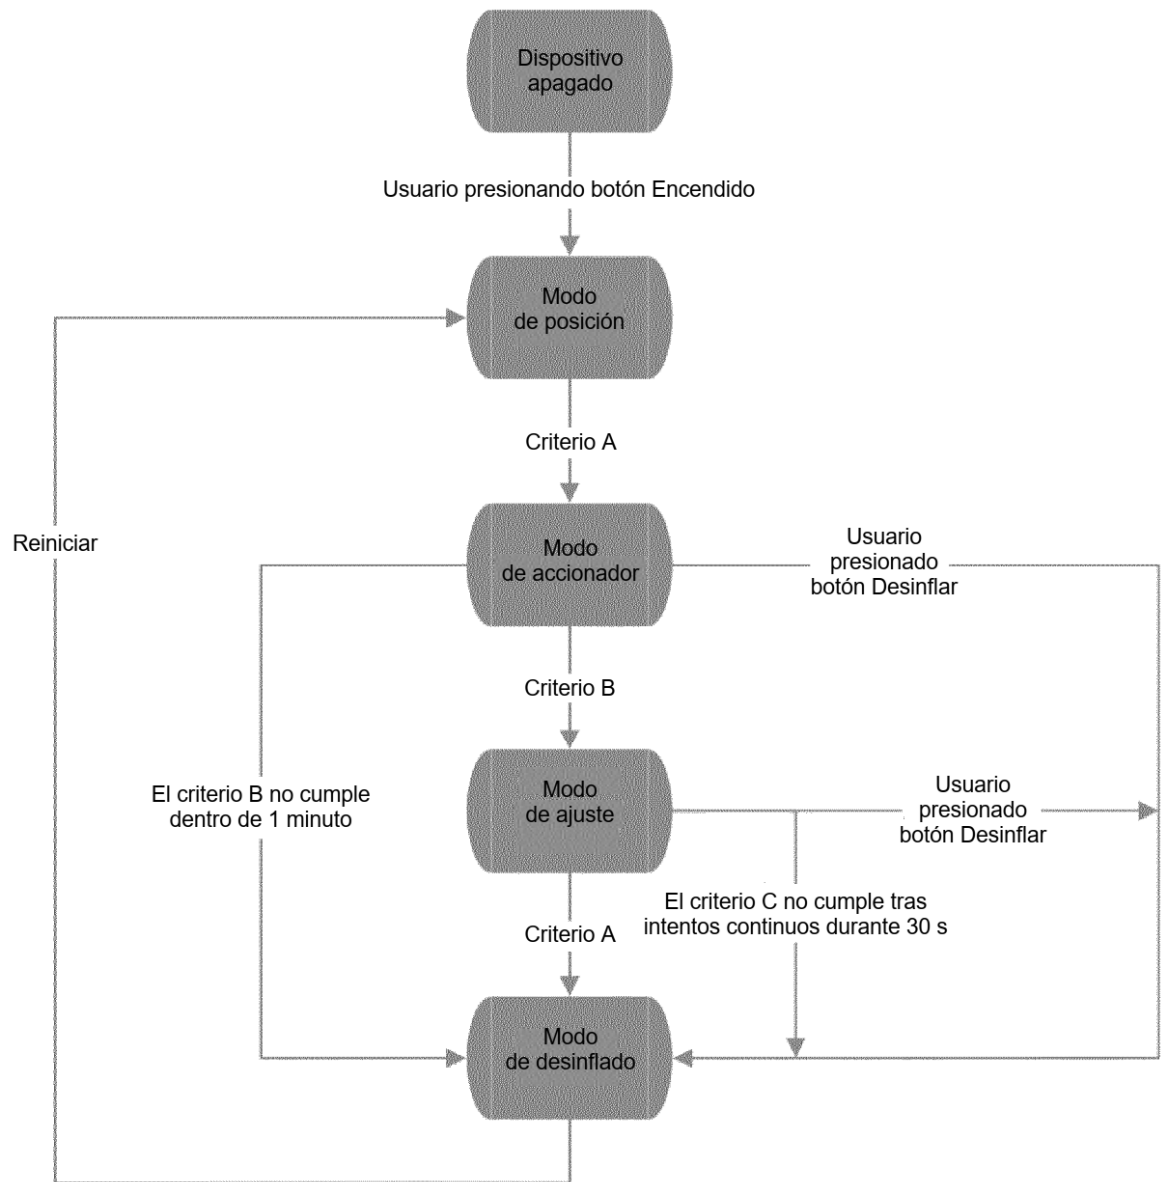 Dispositivo
apagado
Usuario presionando botón Encendido
Modo
de posición
Criterio A
Reiniciar
Modo
de accionador
Usuario
presionado
botón Desinflar
Criterio B
El criterio B no cumple
dentro de 1 minuto
Modo
de ajuste
Usuario
presionado
botón Desinflar
El criterio C no cumple tras
intentos continuos durante 30 s
Criterio A
Modo
de desinflado